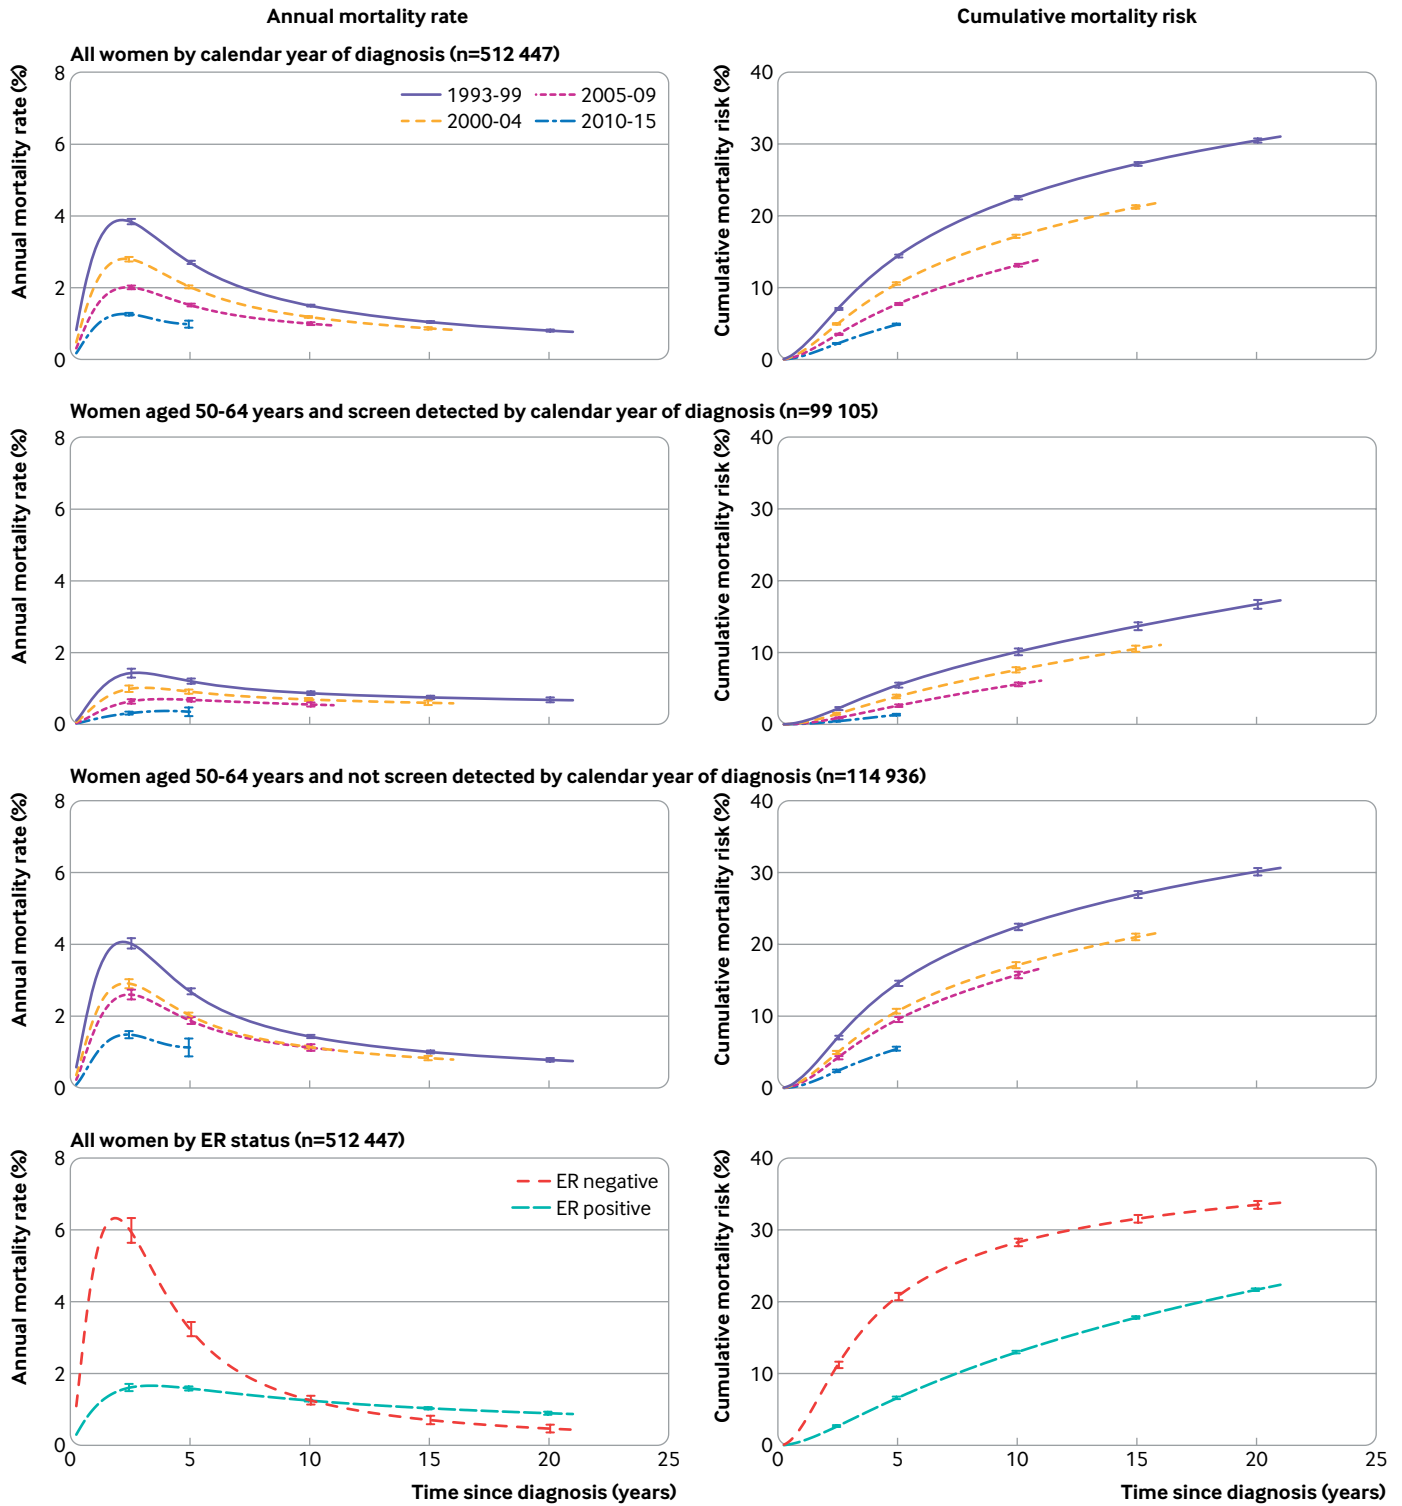 Annual mortality rate
Cumulative mortality risk
All women by calendar year of diagnosis (n=512 447)
Annual mortality rate (%)
8
6
4
2
0
1993-99
2005-09
2000-04
2010-15
Cumulative mortality risk (%)
40
30
20
10
0
Women aged 50-64 years and screen detected by calendar year of diagnosis (n=99 105)
Annual mortality rate (%)
8
6
4
2
0
Cumulative mortality risk (%)
40
30
20
10
0
Women aged 50-64 years and not screen detected by calendar year of diagnosis (n=114 936)
Annual mortality rate (%)
8
6
4
2
0
Cumulative mortality risk (%)
40
30
20
10
0
All women by ER status (n=512 447)
Annual mortality rate (%)
8
6
4
2
0
ER negative
ER positive
0 5 10 15 20
Time since diagnosis (years)
Cumulative mortality risk (%)
40
30
20
10
0
0 5 10 15 20 25
Time since diagnosis (years)